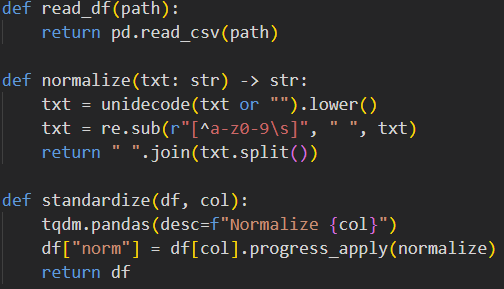 def read_df(path):
    return pd.read_csv(path)

def normalize(txt: str) -> str:
    txt = unidecode(txt or "").lower()
    txt = re.sub(r"[^a-z0-9\s]", " ", txt)
    return " ".join(txt.split())

def standardize(df, col):
    tqdm.pandas(desc=f"Normalize {col}")
    df["norm"] = df[col].progress_apply(normalize)
    return df